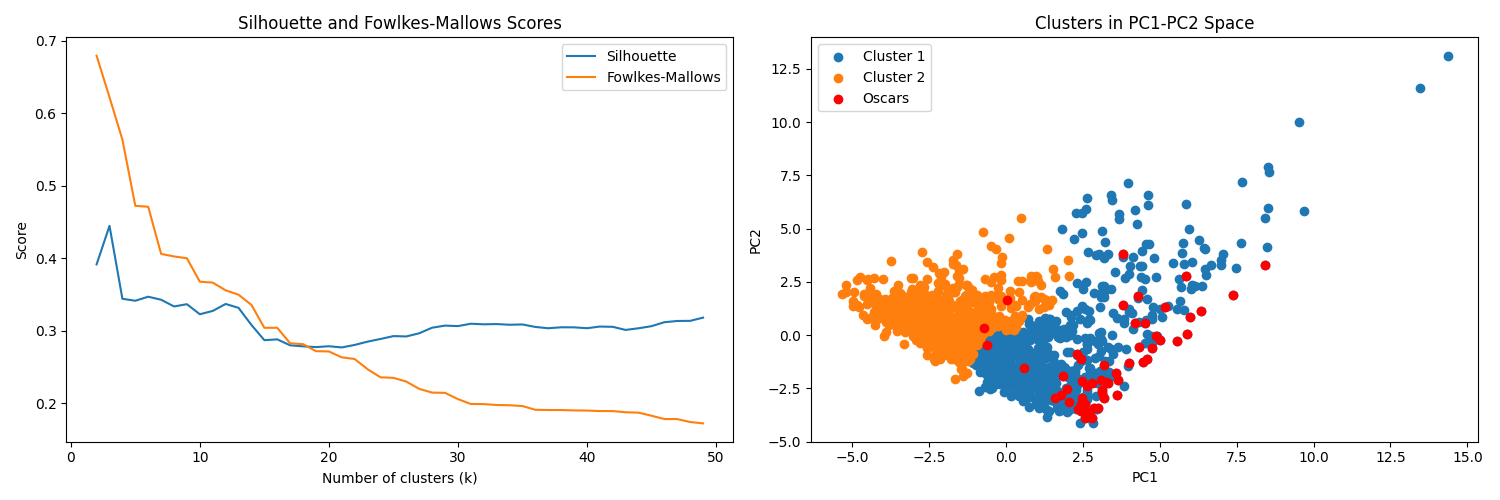 Silhouette and Fowlkes-Mallows Scores
Silhouette
Fowlkes-Mallows
Score
0.7
0.6
0.5
0.4
0.3
0.2
0 10 20 30 40 50
Number of clusters (k)
Clusters in PC1-PC2 Space
Cluster 1
Cluster 2
Oscars
PC2
12.5
10.0
7.5
5.0
2.5
0.0
−2.5
−5.0
−5.0 −2.5 0.0 2.5 5.0 7.5 10.0 12.5 15.0
PC1